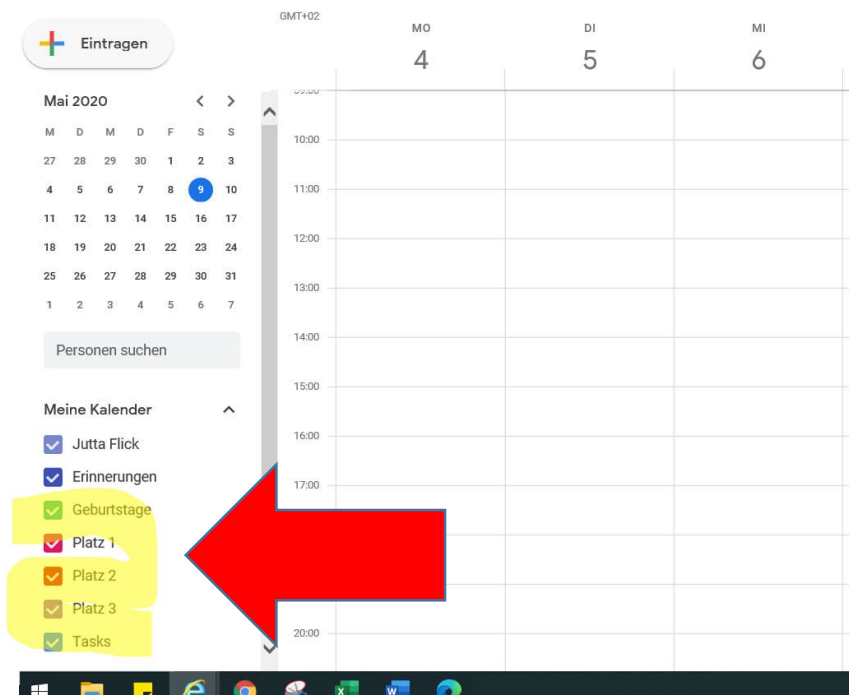 Eintragen
GMT+02
MO DI MI
4 5 6
Mai 2020
M D M D F S S
27 28 29 30 1 2 3
4 5 6 7 8 9 10
11 12 13 14 15 16 17
18 19 20 21 22 23 24
25 26 27 28 29 30 31
1 2 3 4 5 6 7
Personen suchen
Meine Kalender
Jutta Flick
Erinnerungen
Geburtstage
Platz 1
Platz 2
Platz 3
Tasks
10:00
11:00
12:00
13:00
14:00
15:00
16:00
17:00
20:00